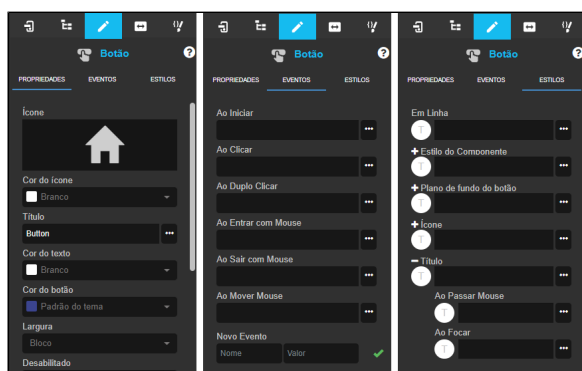 Botão
?
PROPRIEDADES EVENTOS ESTILOS
Ícone
Cor do ícone
Branco
Título
Button
Cor do texto
Branco
Cor do botão
Padrão do tema
Largura
Bloco
Desabilitado
Botão
?
PROPRIEDADES EVENTOS ESTILOS
Ao Iniciar
Ao Clicar
Ao Duplo Clicar
Ao Entrar com Mouse
Ao Sair com Mouse
Ao Mover Mouse
Novo Evento
Nome Valor
Botão
?
PROPRIEDADES EVENTOS ESTILOS
Em Linha
T
+ Estilo do Componente
T
+ Plano de fundo do botão
T
+ Ícone
T
– Título
T
Ao Passar Mouse
T
Ao Focar
T